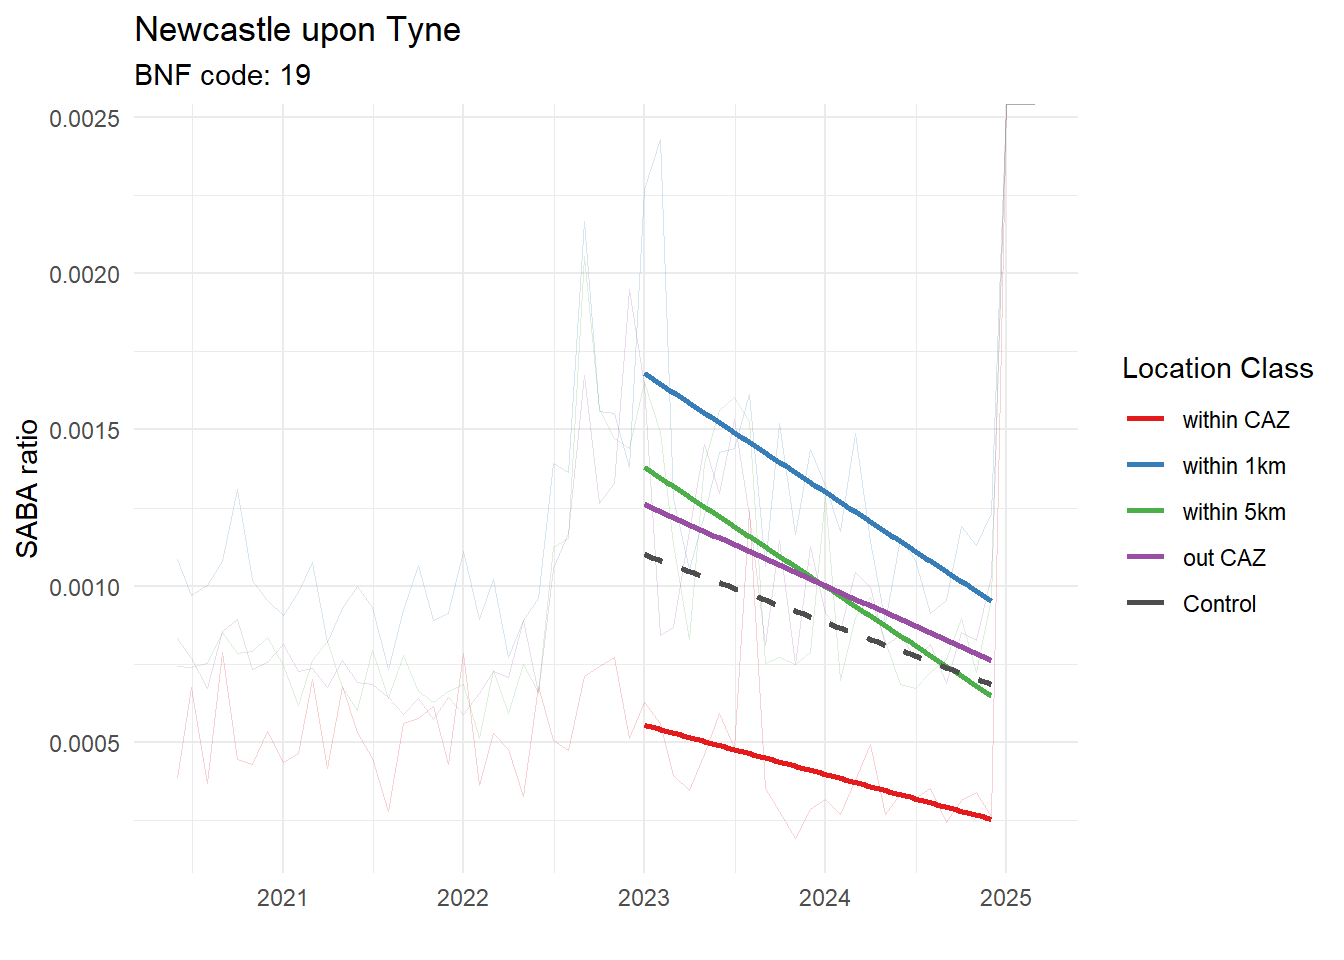 Newcastle upon Tyne
BNF code: 19
0.0025
0.0020
0.0015
0.0010
0.0005
SABA ratio
2021 2022 2023 2024 2025
Location Class
within CAZ
within 1km
within 5km
out CAZ
Control